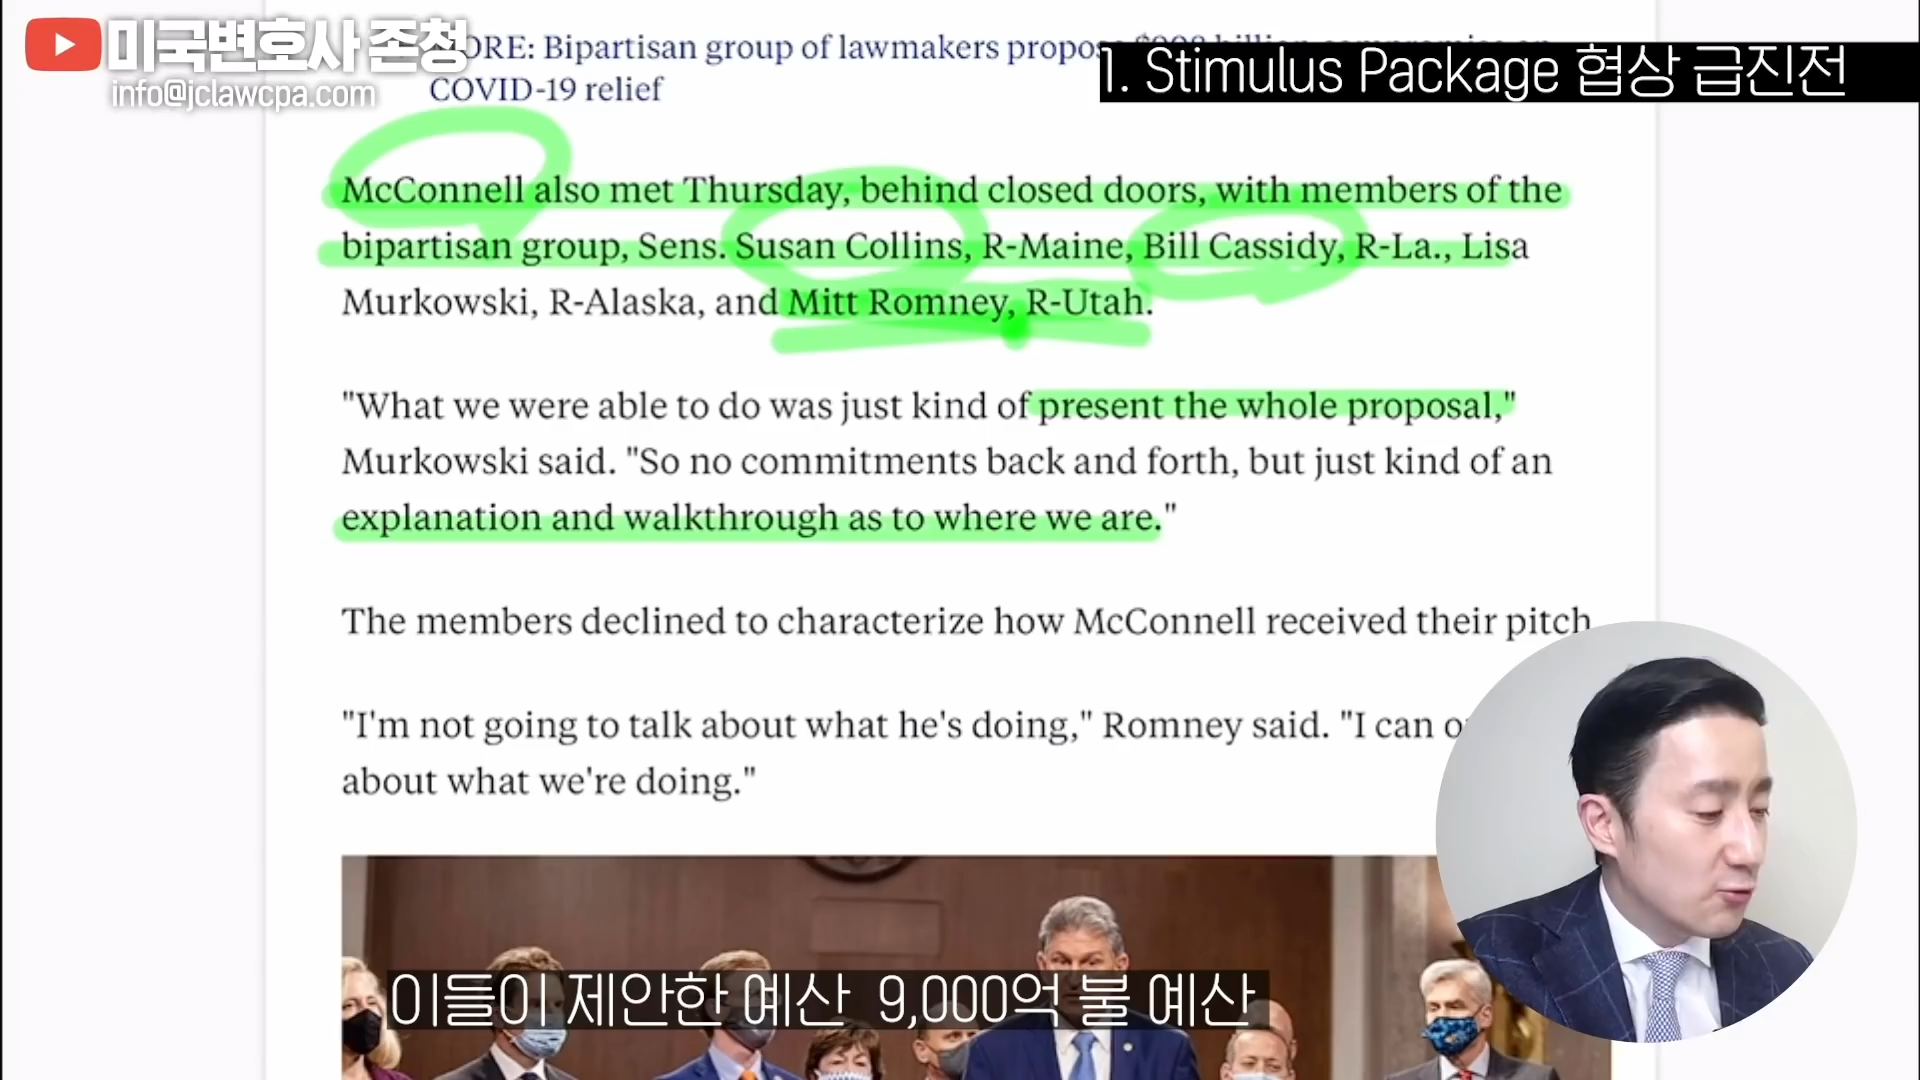 미국변호사 존청
info@jclawcpa.com
1. Stimulus Package 협상 급진전
ORE: Bipartisan group of lawmakers propos
COVID-19 relief
McConnell also met Thursday, behind closed doors, with members of the
bipartisan group, Sens. Susan Collins, R-Maine, Bill Cassidy, R-La., Lisa
Murkowski, R-Alaska, and Mitt Romney, R-Utah.
"What we were able to do was just kind of present the whole proposal,"
Murkowski said. "So no commitments back and forth, but just kind of an
explanation and walkthrough as to where we are."
The members declined to characterize how McConnell received their pitch
"I'm not going to talk about what he's doing," Romney said. "I can o
about what we're doing."
이들이 제안한 예산 9,000억 불 예산